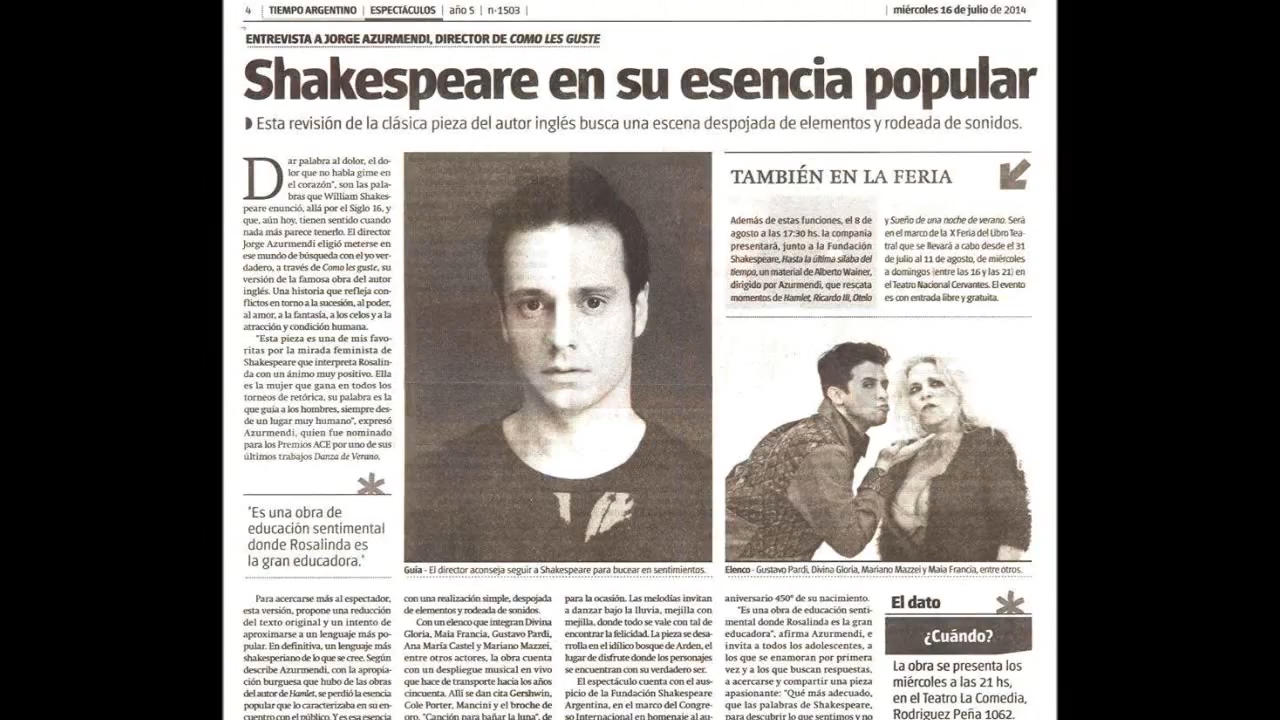 4 | TIEMPO ARGENTINO | ESPECTÁCULOS | año 5 | n·1503 |
| miércoles 16 de julio de 2014
ENTREVISTA A JORGE AZURMENDI, DIRECTOR DE COMO LES GUSTE
Shakespeare en su esencia popular
Esta revisión de la clásica pieza del autor inglés busca una escena despojada de elementos y rodeada de sonidos.
Dar palabra al dolor, el do-
lor que no habla gime en
el corazón", son las pala-
bras que William Shakes-
peare enunció, allá por el Siglo 16, y
que, aún hoy, tienen sentido cuando
nada más parece tenerlo. El director
Jorge Azurmendi eligió meterse en
ese mundo de búsqueda con el yo ver-
dadero, a través de Como les guste, su
versión de la famosa obra del autor
inglés. Una historia que refleja con-
flictos en torno a la sucesión, al poder,
al amor, a la fantasía, a los celos y a la
atracción y condición humana.
"Esta pieza es una de mis favo-
ritas por la mirada feminista de
Shakespeare que interpreta Rosalin-
da con un ánimo muy positivo. Ella
es la mujer que gana en todos los
torneos de retórica, su palabra es la
que guía a los hombres, siempre des-
de un lugar muy humano", expresó
Azurmendi, quien fue nominado
para los Premios ACE por uno de sus
últimos trabajos Danza de Verano.
"Es una obra de
educación sentimental
donde Rosalinda es
la gran educadora."
Guía - El director aconseja seguir a Shakespeare para bucear en sentimientos.
TAMBIÉN EN LA FERIA
Además de estas funciones, el 8 de
agosto a las 17:30 hs. la compañía
presentará, junto a la Fundación
Shakespeare, Hasta la última sílaba del
tiempo, un material de Alberto Wainer,
dirigido por Azurmendi, que rescata
momentos de Hamlet, Ricardo III, Otelo
y Sueño de una noche de verano. Será
en el marco de la X Feria del Libro Tea-
tral que se llevará a cabo desde el 31
de julio al 11 de agosto, de miércoles
a domingos (entre las 16 y las 21) en
el Teatro Nacional Cervantes. El evento
es con entrada libre y gratuita.
Elenco - Gustavo Pardi, Divina Gloria, Mariano Mazzei y Maia Francia, entre otros.
Para acercarse más al espectador,
esta versión, propone una reducción
del texto original y un intento de
aproximarse a un lenguaje más po-
pular. En definitiva, un lenguaje más
shakesperiano de lo que se cree. Según
describe Azurmendi, con la apropia-
ción burguesa que hubo de las obras
del autor de Hamlet, se perdió la esencia
popular que lo caracterizaba en su en-
cuentro con el público. Y es esa esencia
con una realización simple, despojada
de elementos y rodeada de sonidos.
Con un elenco que integran Divina
Gloria, Maia Francia, Gustavo Pardi,
Ana María Castel y Mariano Mazzei,
entre otros actores, la obra cuenta
con un despliegue musical en vivo
que hace de transporte hacia los años
cincuenta. Allí se dan cita Gershwin,
Cole Porter, Mancini y el broche de
oro, "Canción para bañar la luna", de
para la ocasión. Las melodías invitan
a danzar bajo la lluvia, mejilla con
mejilla, donde todo se vale con tal de
encontrar la felicidad. La pieza se desa-
rrolla en el idílico bosque de Arden, el
lugar de disfrute donde los personajes
se encuentran con su verdadero ser.
El espectáculo cuenta con el aus-
picio de la Fundación Shakespeare
Argentina, en el marco del Congre-
so Internacional en homenaje al au-
aniversario 450º de su nacimiento.
"Es una obra de educación senti-
mental donde Rosalinda es la gran
educadora", afirma Azurmendi, e
invita a todos los adolescentes, a
los que se enamoran por primera
vez y a los que buscan respuestas,
a acercarse y compartir una pieza
apasionante: "Qué más adecuado,
que las palabras de Shakespeare,
para descubrir lo que sentimos y no
El dato
¿Cuándo?
La obra se presenta los
miércoles a las 21 hs,
en el Teatro La Comedia,
Rodriguez Peña 1062.